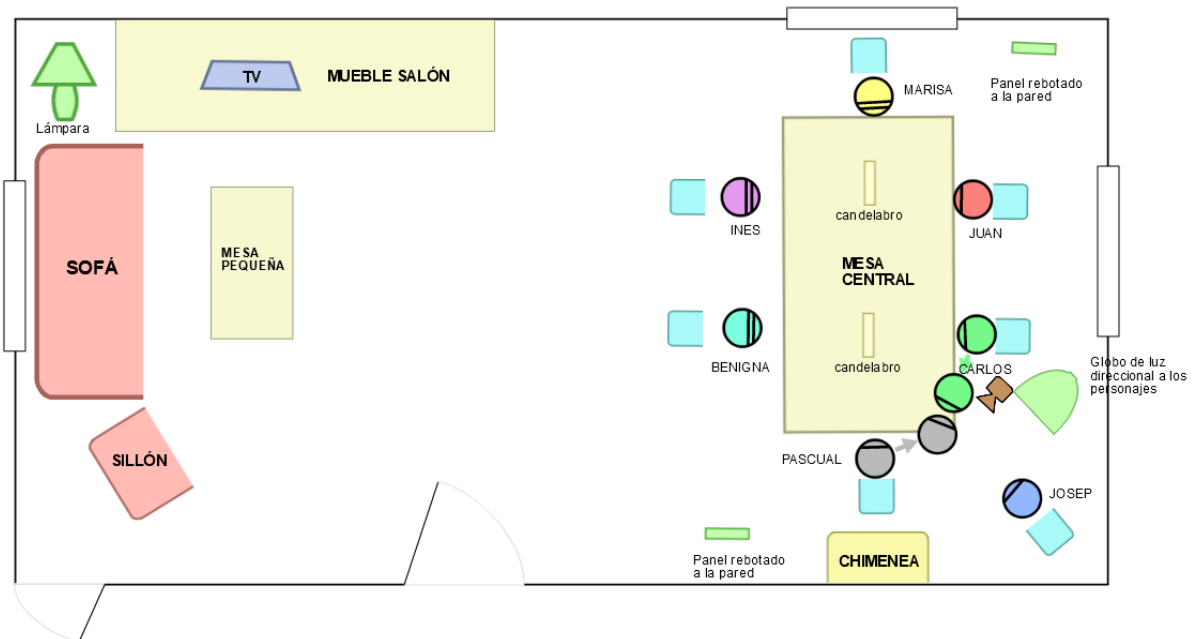 TV
MUEBLE SALÓN
Lámpara
MARISA
Panel rebotado
a la pared
SOFÁ
MESA
PEQUEÑA
INES
candelabro
JUAN
MESA
CENTRAL
BENIGNA
candelabro
CARLOS
Globo de luz
direccional a los
personajes
SILLÓN
PASCUAL
JOSEP
Panel rebotado
a la pared
CHIMENEA